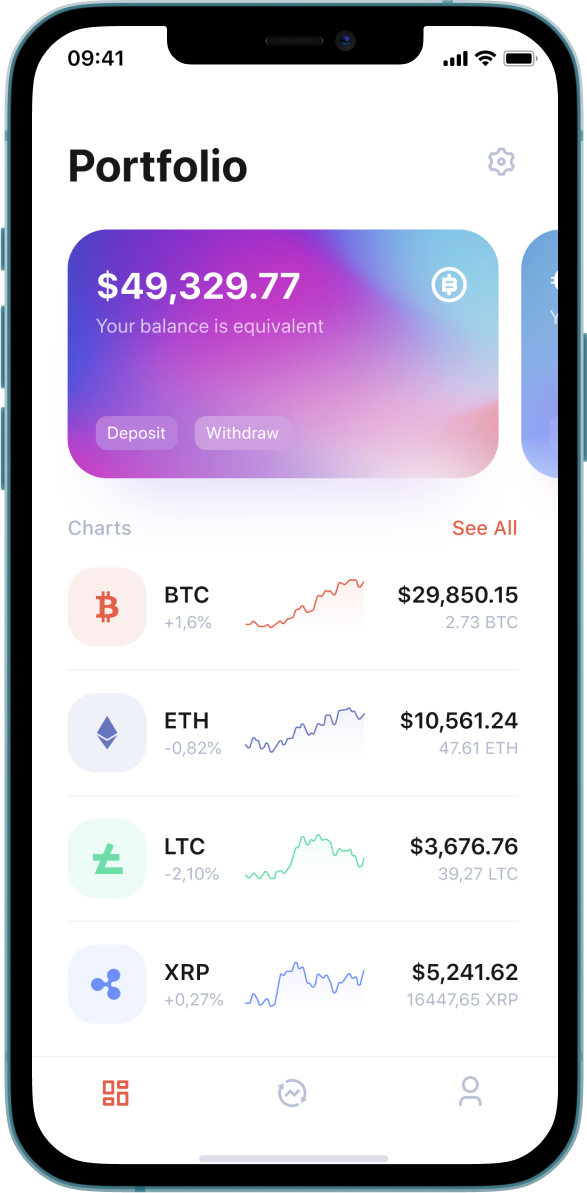 09:41
Portfolio
$49,329.77
Your balance is equivalent
Deposit Withdraw
Charts See All
BTC $29,850.15
+1,6% 2.73 BTC
ETH $10,561.24
-0,82% 47.61 ETH
LTC $3,676.76
-2,10% 39,27 LTC
XRP $5,241.62
+0,27% 16447,65 XRP